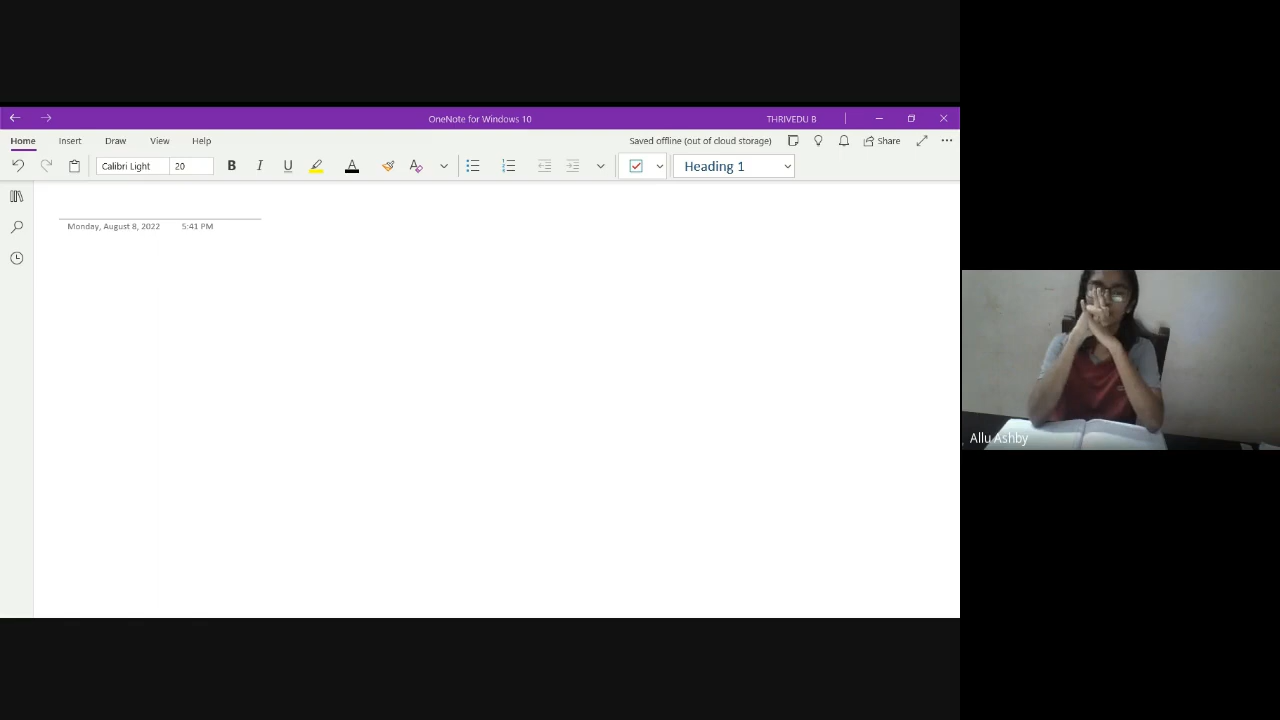 OneNote for Windows 10
THRIVEDU B
Home Insert Draw View Help
Saved offline (out of cloud storage)
Share
Calibri Light 20 B I U A A Heading 1
Monday, August 8, 2022 5:41 PM
Allu Ashby